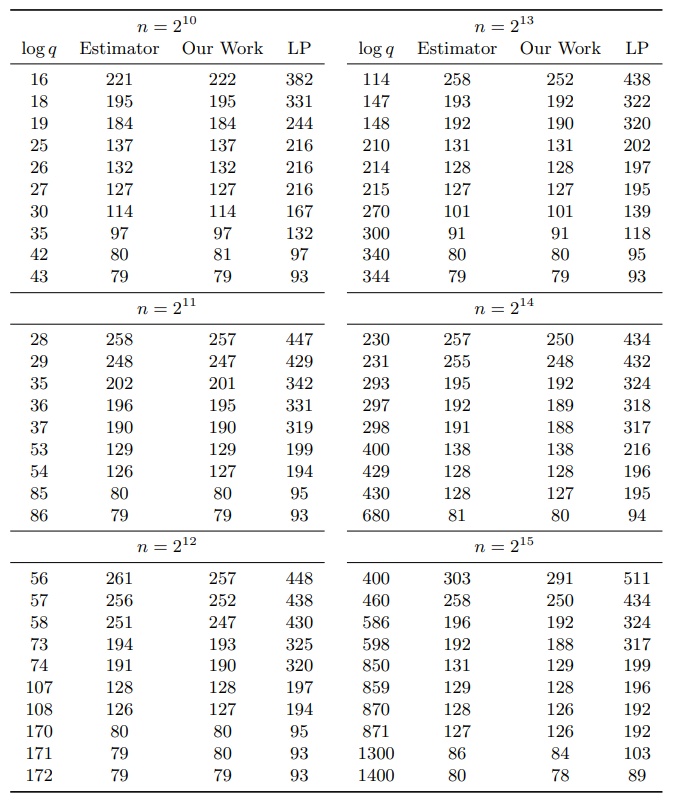 n = 2^10 n = 2^13
log q Estimator Our Work LP log q Estimator Our Work LP
16 221 222 382 114 258 252 438
18 195 195 331 147 193 192 322
19 184 184 244 148 192 190 320
25 137 137 216 210 131 131 202
26 132 132 216 214 128 128 197
27 127 127 216 215 127 127 195
30 114 114 167 270 101 101 139
35 97 97 132 300 91 91 118
42 80 81 97 340 80 80 95
43 79 79 93 344 79 79 93
n = 2^11 n = 2^14
28 258 257 447 230 257 250 434
29 248 247 429 231 255 248 432
35 202 201 342 293 195 192 324
36 196 195 331 297 192 189 318
37 190 190 319 298 191 188 317
53 129 129 199 400 138 138 216
54 126 127 194 429 128 128 196
85 80 80 95 430 128 127 195
86 79 79 93 680 81 80 94
n = 2^12 n = 2^15
56 261 257 448 400 303 291 511
57 256 252 438 460 258 250 434
58 251 247 430 586 196 192 324
73 194 193 325 598 192 188 317
74 191 190 320 850 131 129 199
107 128 128 197 859 129 128 196
108 126 127 194 870 128 126 192
170 80 80 95 871 127 126 192
171 79 80 93 1300 86 84 103
172 79 79 93 1400 80 78 89